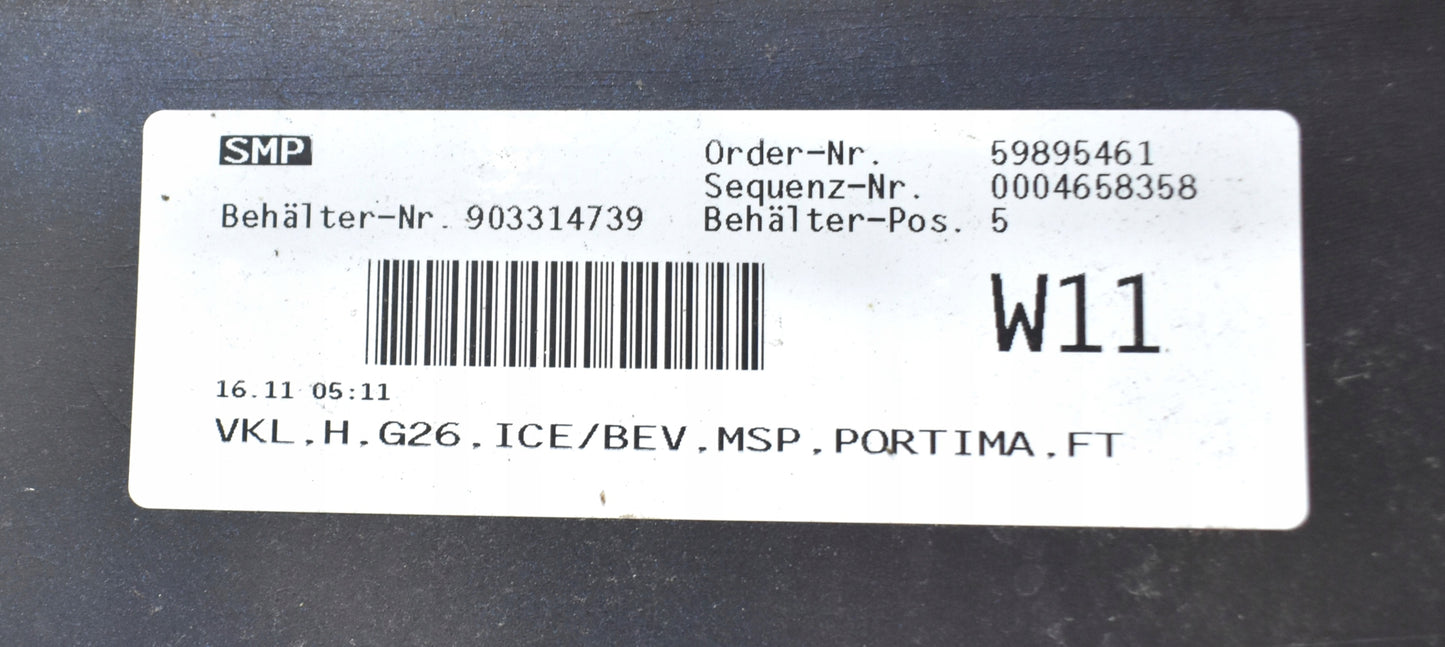 SMP
Order-Nr. 59895461
Sequenz-Nr. 0004658358
Behälter-Nr. 903314739 Behälter-Pos. 5
W11
16.11 05:11
VKL,H,G26,ICE/BEV,MSP,PORTIMA,FT